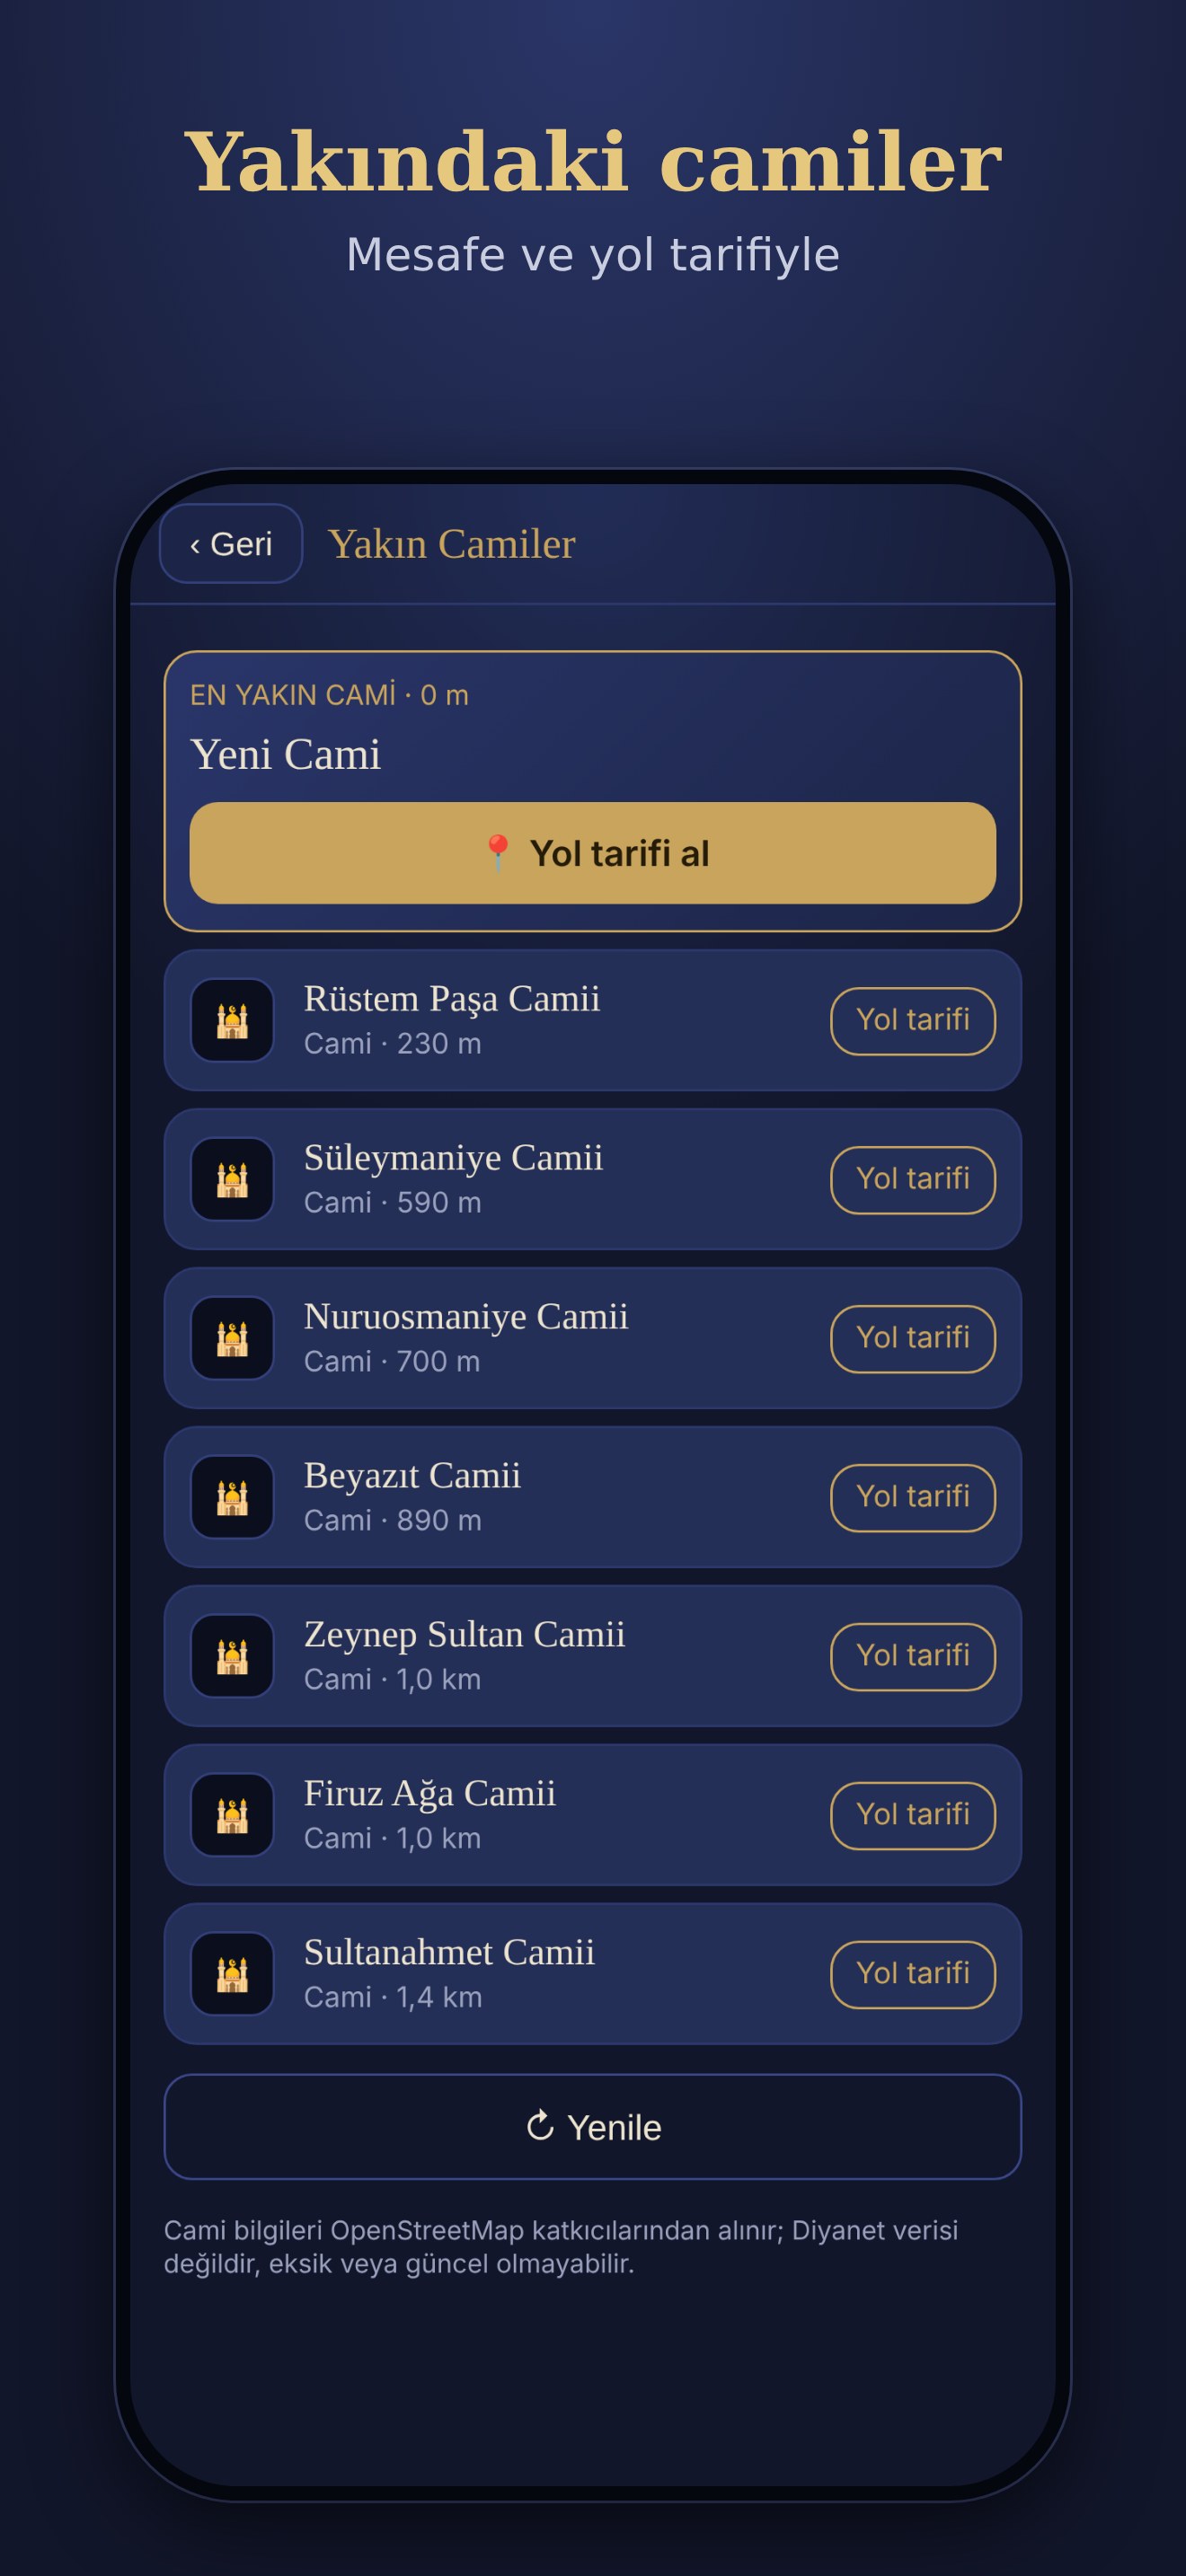 Yakındaki camiler
Mesafe ve yol tarifiyle
‹ Geri
Yakın Camiler
EN YAKIN CAMİ · 0 m
Yeni Cami
📍 Yol tarifi al
Rüstem Paşa Camii
Cami · 230 m
Yol tarifi
Süleymaniye Camii
Cami · 590 m
Yol tarifi
Nuruosmaniye Camii
Cami · 700 m
Yol tarifi
Beyazıt Camii
Cami · 890 m
Yol tarifi
Zeynep Sultan Camii
Cami · 1,0 km
Yol tarifi
Firuz Ağa Camii
Cami · 1,0 km
Yol tarifi
Sultanahmet Camii
Cami · 1,4 km
Yol tarifi
↻ Yenile
Cami bilgileri OpenStreetMap katkıcılarından alınır; Diyanet verisi
değildir, eksik veya güncel olmayabilir.